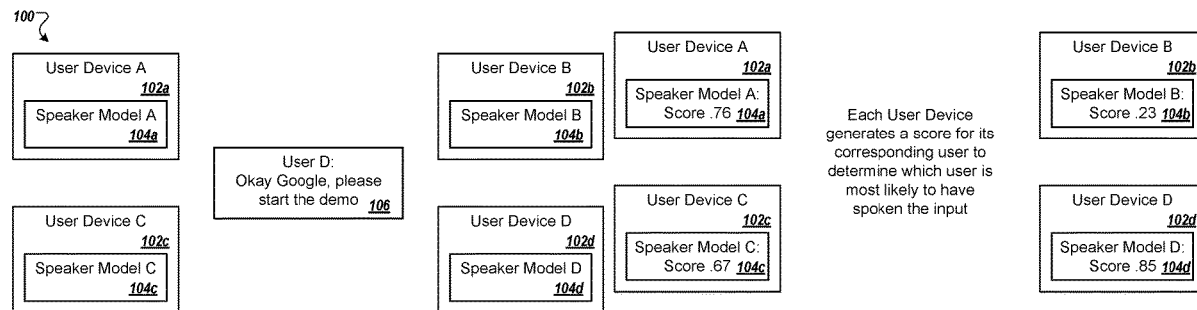 100
User Device A
102a
Speaker Model A
104a
User D:
Okay Google, please
start the demo 106
User Device B
102b
Speaker Model B
104b
User Device C
102c
Speaker Model C
104c
User Device D
102d
Speaker Model D
104d
User Device A
102a
Speaker Model A:
Score .76 104a
Each User Device
generates a score for its
corresponding user to
determine which user is
most likely to have
spoken the input
User Device B
102b
Speaker Model B:
Score .23 104b
User Device C
102c
Speaker Model C:
Score .67 104c
User Device D
102d
Speaker Model D:
Score .85 104d